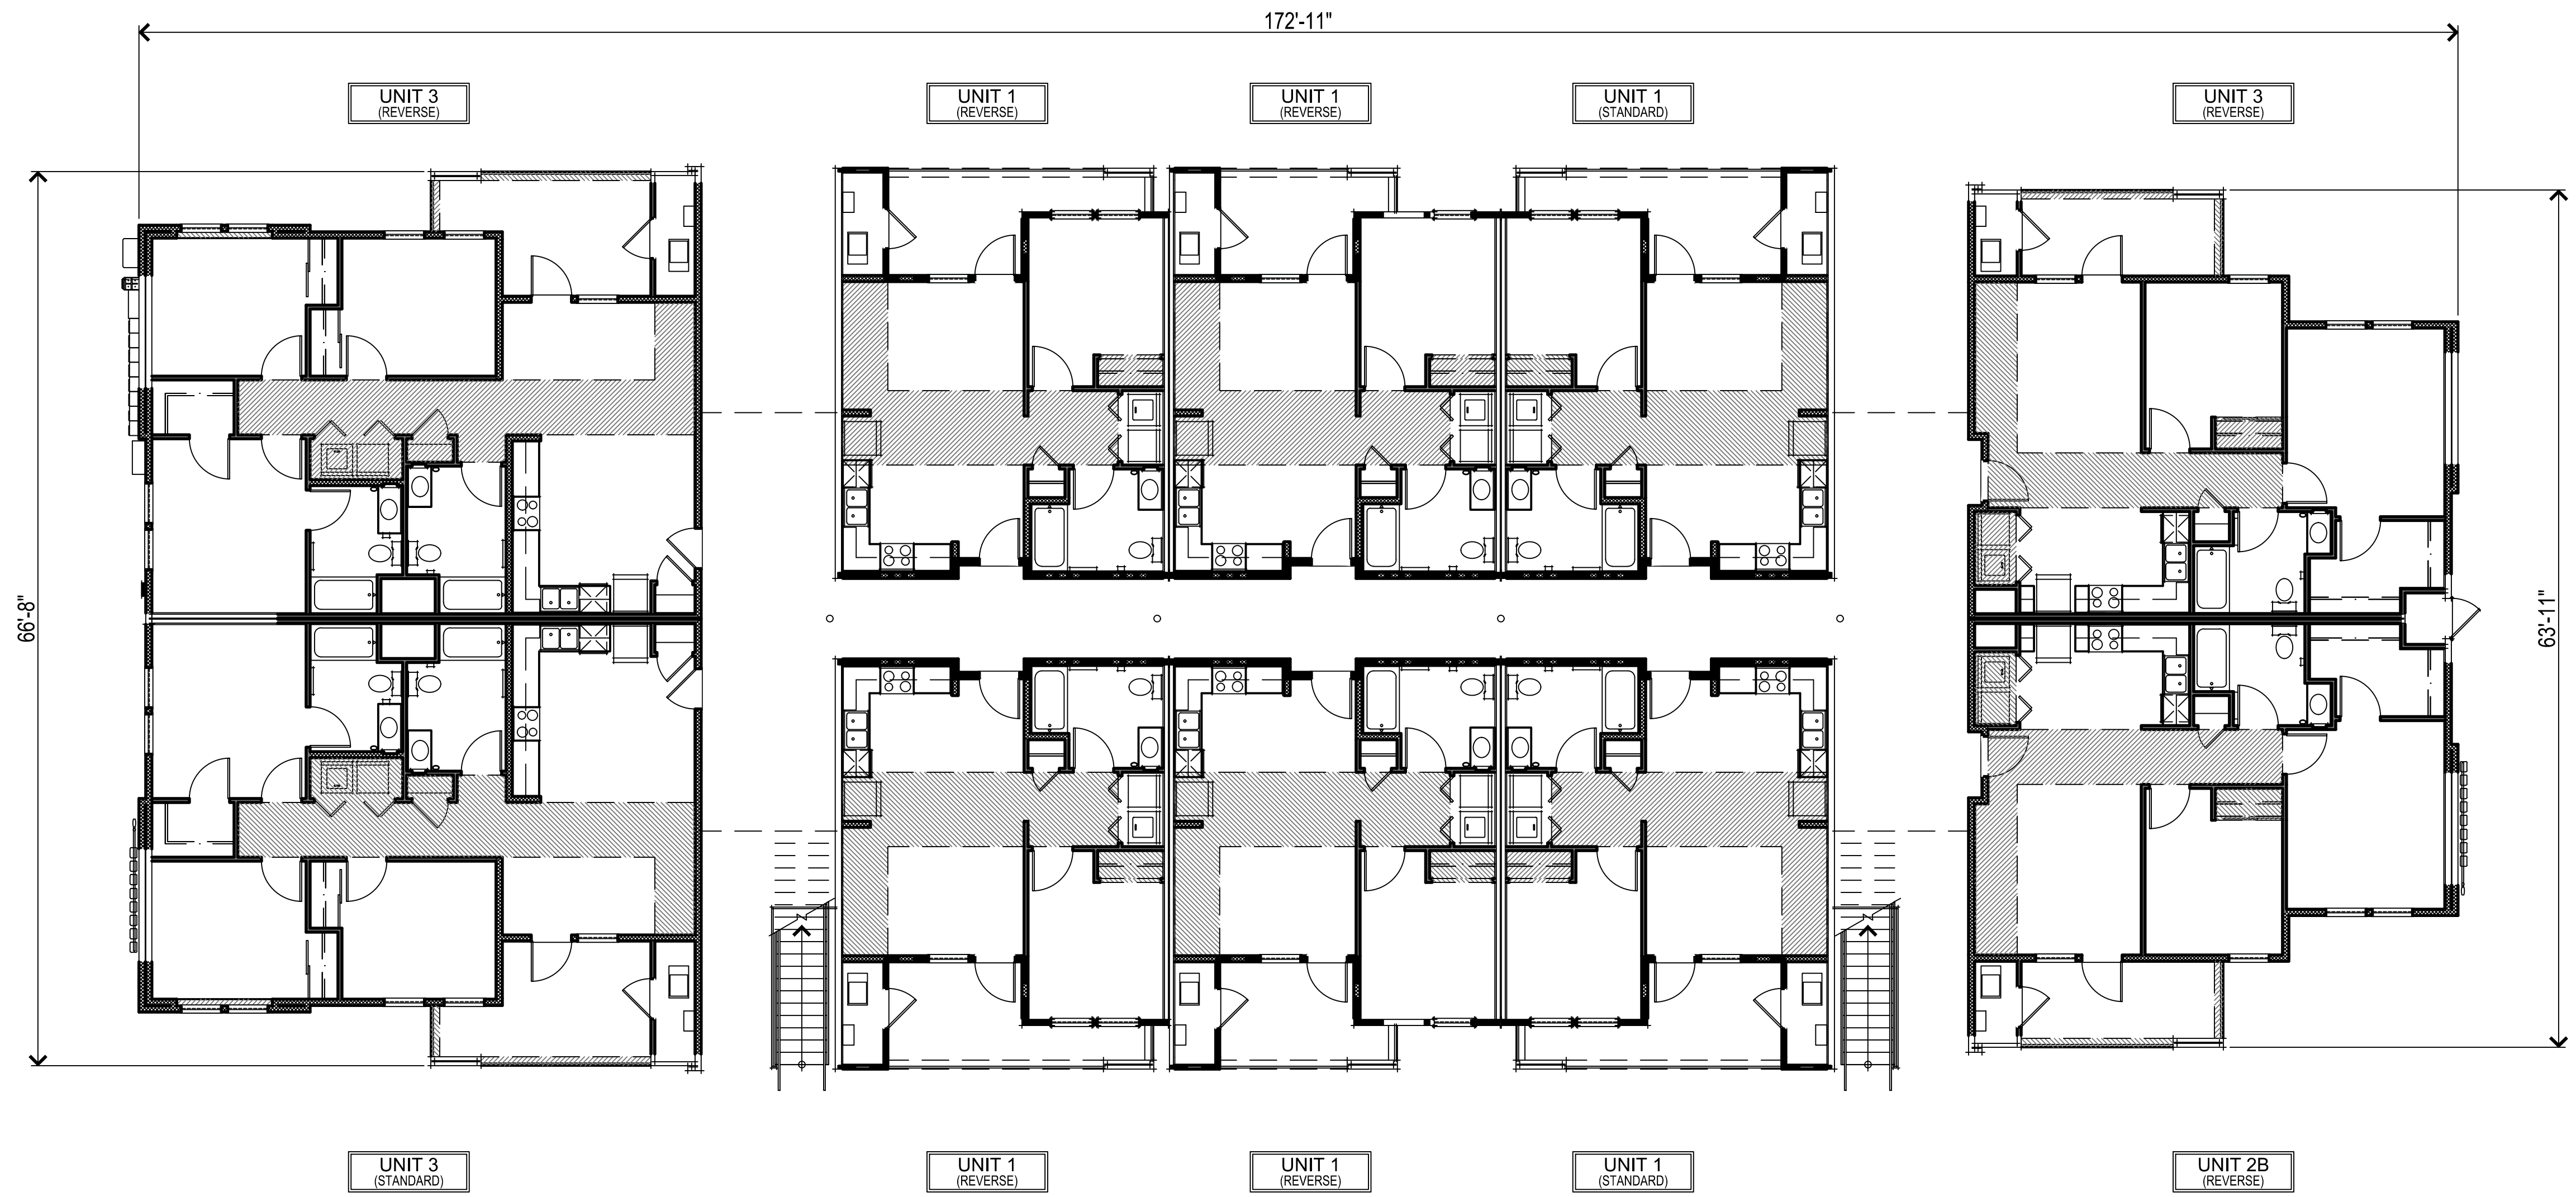 172'-11"
UNIT 3
(REVERSE)
UNIT 1
(REVERSE)
UNIT 1
(REVERSE)
UNIT 1
(STANDARD)
UNIT 3
(REVERSE)
66'-8"
63'-11"
UNIT 3
(STANDARD)
UNIT 1
(REVERSE)
UNIT 1
(REVERSE)
UNIT 1
(STANDARD)
UNIT 2B
(REVERSE)